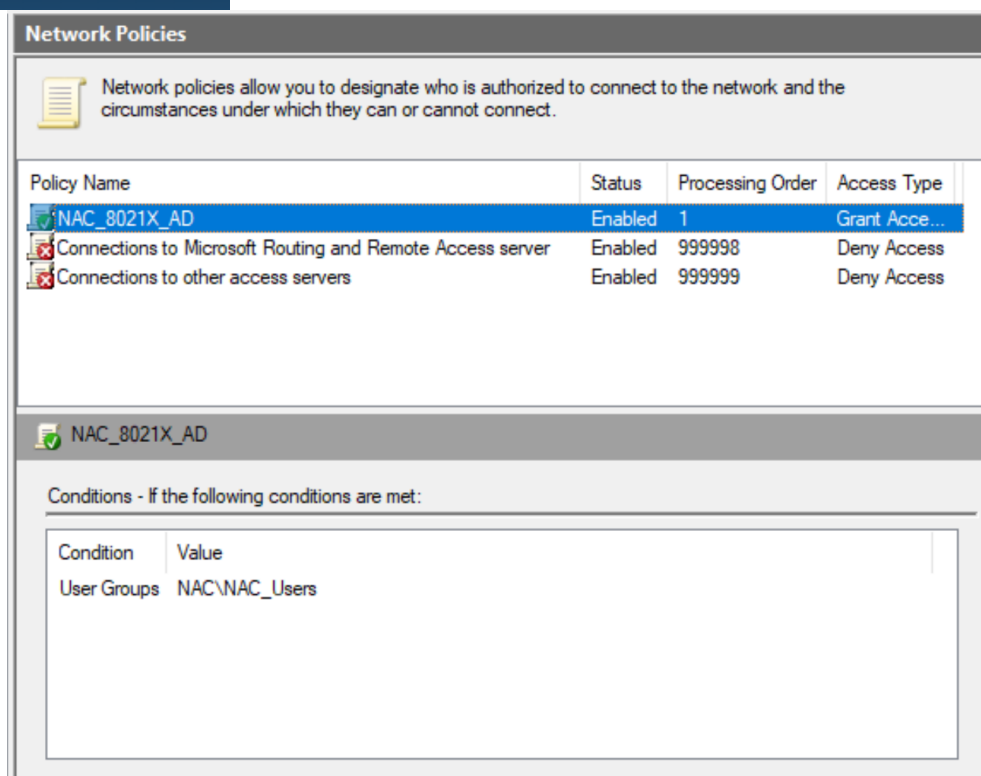 Network Policies
Network policies allow you to designate who is authorized to connect to the network and the
circumstances under which they can or cannot connect.
Policy Name Status Processing Order Access Type
NAC_8021X_AD Enabled 1 Grant Acce...
Connections to Microsoft Routing and Remote Access server Enabled 999998 Deny Access
Connections to other access servers Enabled 999999 Deny Access
NAC_8021X_AD
Conditions - If the following conditions are met:
Condition Value
User Groups NAC\NAC_Users